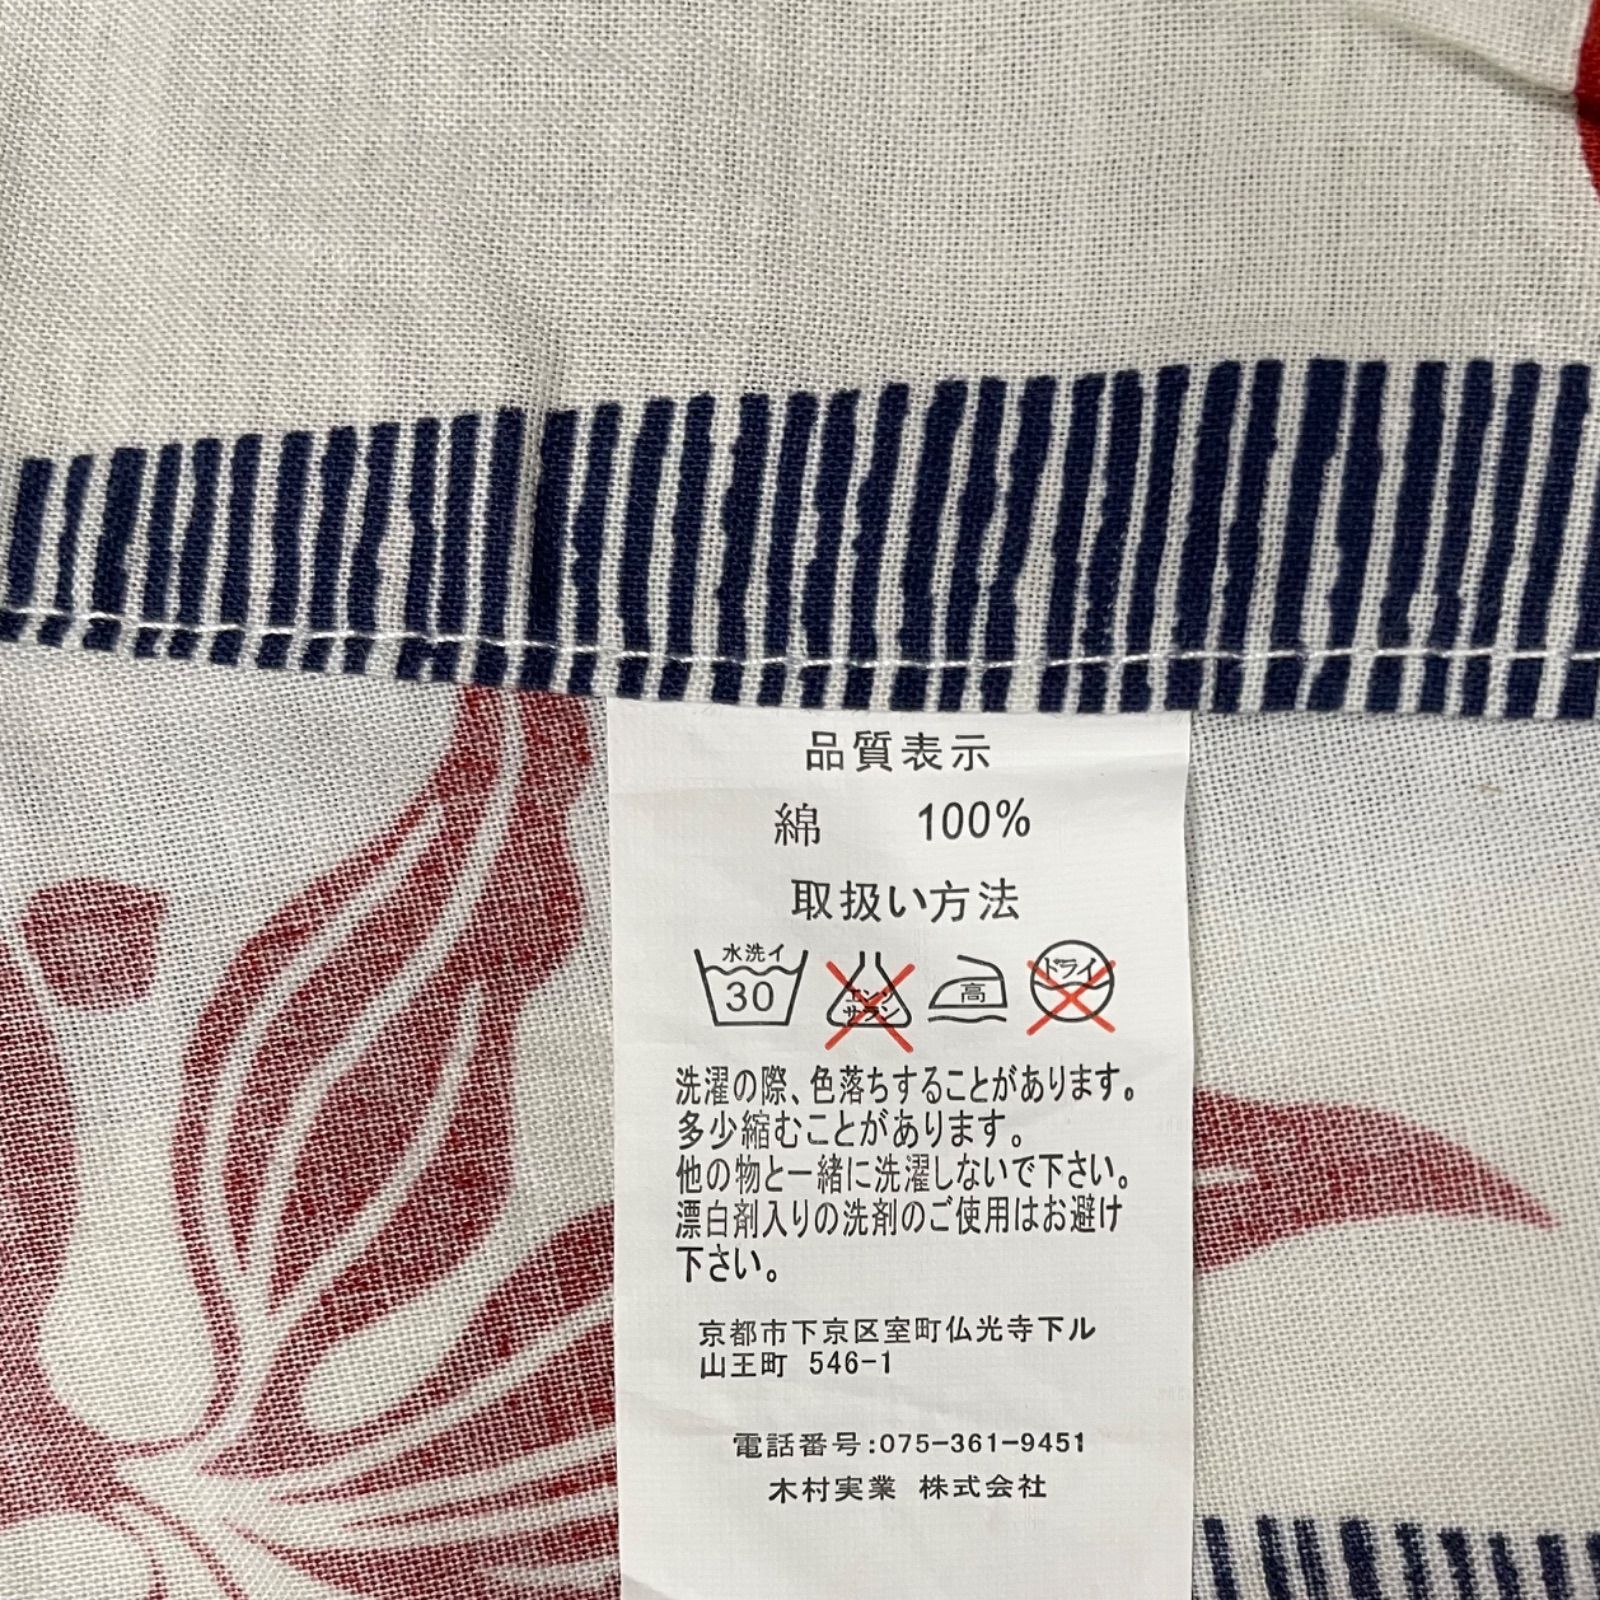 品質表示
綿 100%
取扱い方法
水洗イ
30
エンソ
サラシ
高
ドライ
洗濯の際、色落ちすることがあります。
多少縮むことがあります。
他の物と一緒に洗濯しないで下さい。
漂白剤入りの洗剤のご使用はお避け
下さい。
京都市下京区室町仏光寺下ル
山王町 546-1
電話番号:075-361-9451
木村実業 株式会社